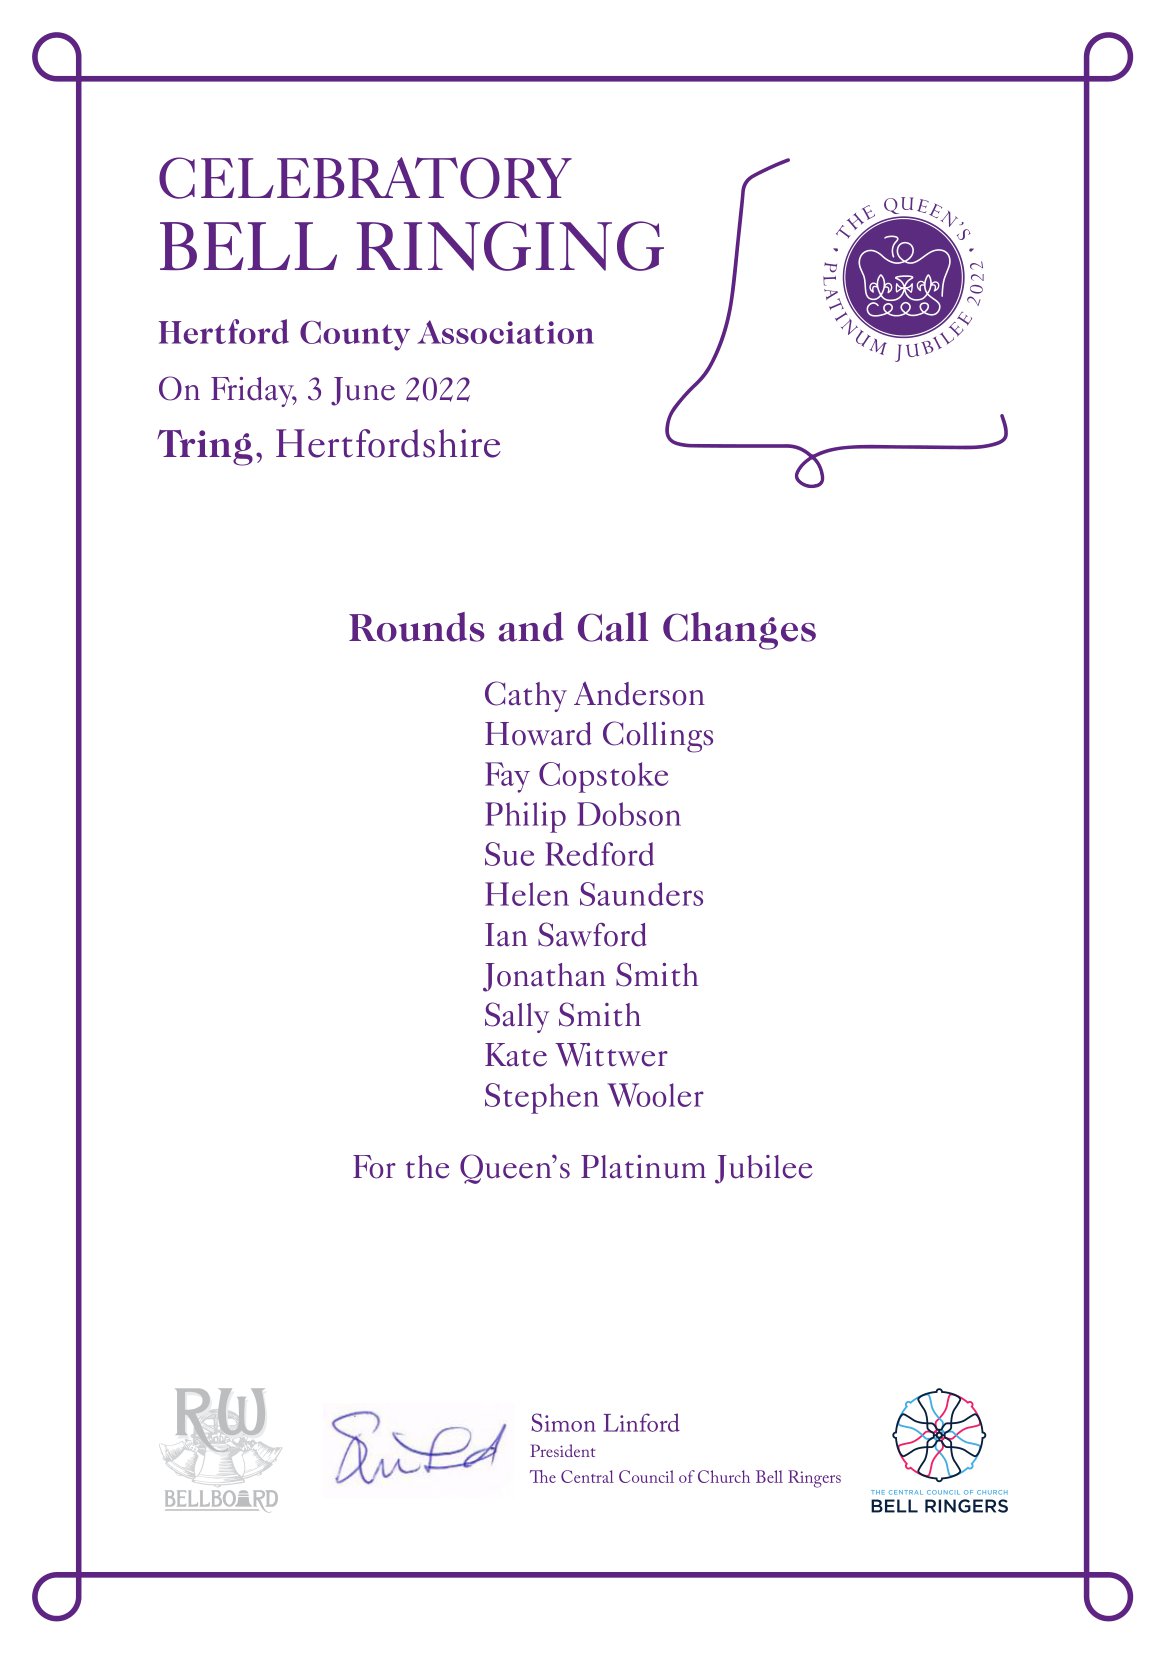 CELEBRATORY
BELL RINGING
Hertford County Association
On Friday, 3 June 2022
Tring, Hertfordshire
THE QUEEN'S
PLATINUM JUBILEE 2022
70
Rounds and Call Changes
Cathy Anderson
Howard Collings
Fay Copstoke
Philip Dobson
Sue Redford
Helen Saunders
Ian Sawford
Jonathan Smith
Sally Smith
Kate Wittwer
Stephen Wooler
For the Queen’s Platinum Jubilee
RW
BELLBOARD
Simon Linford
President
The Central Council of Church Bell Ringers
THE CENTRAL COUNCIL OF CHURCH
BELL RINGERS